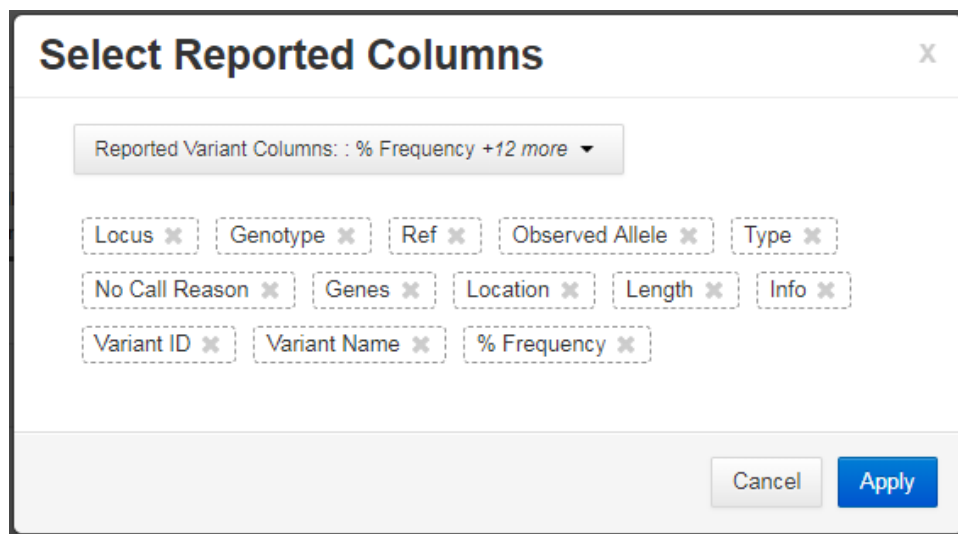 Select Reported Columns x
Reported Variant Columns: : % Frequency +12 more
Locus Genotype Ref Observed Allele Type
No Call Reason Genes Location Length Info
Variant ID Variant Name % Frequency
Cancel Apply